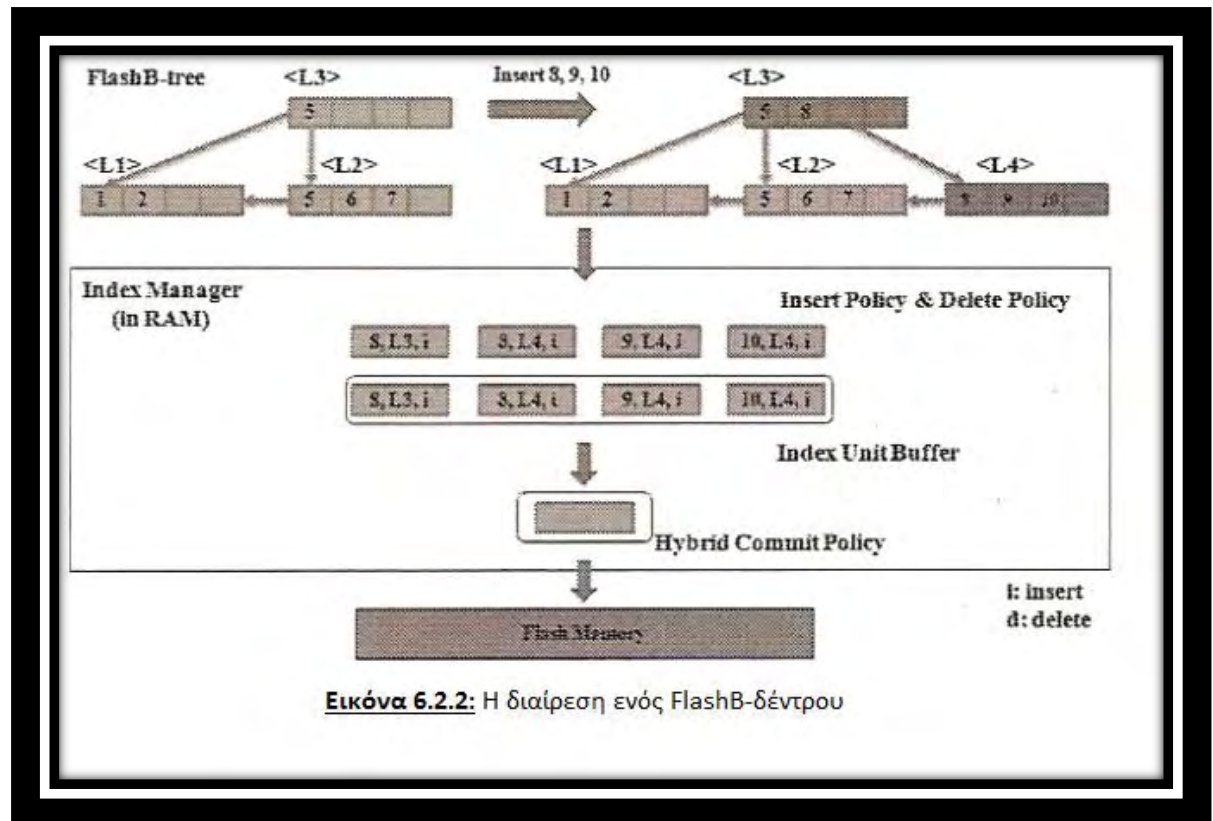 FlashB-tree <L3> Insert 8, 9, 10 <L3>
5 5 8
<L1> <L2> <L1> <L2> <L4>
1 2 5 6 7 1 2 5 6 7 8 9 10
Index Manager
(in RAM)
Insert Policy & Delete Policy
8, L3, i 8, L4, i 9, L4, i 10, L4, i
8, L3, i 8, L4, i 9, L4, i 10, L4, i
Index Unit Buffer
Hybrid Commit Policy
i: insert
d: delete
Flash Memory
Εικόνα 6.2.2: Η διαίρεση ενός FlashB-δέντρου